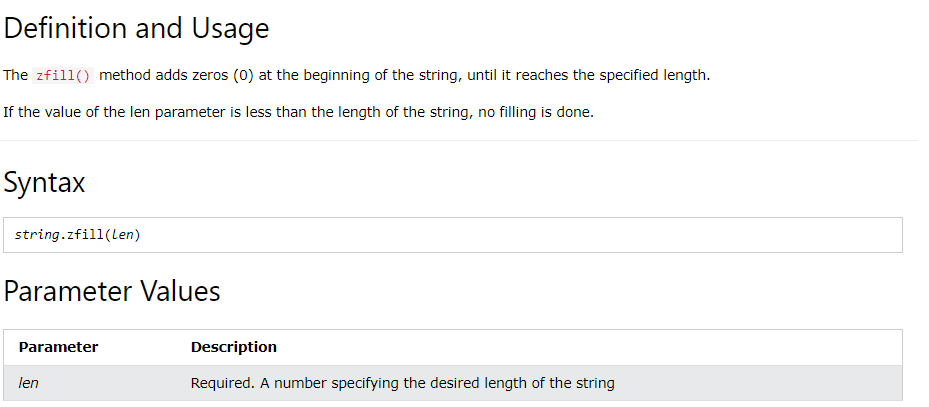 Definition and Usage
The zfill() method adds zeros (0) at the beginning of the string, until it reaches the specified length.
If the value of the len parameter is less than the length of the string, no filling is done.
Syntax
string.zfill(len)
Parameter Values
Parameter Description
len Required. A number specifying the desired length of the string